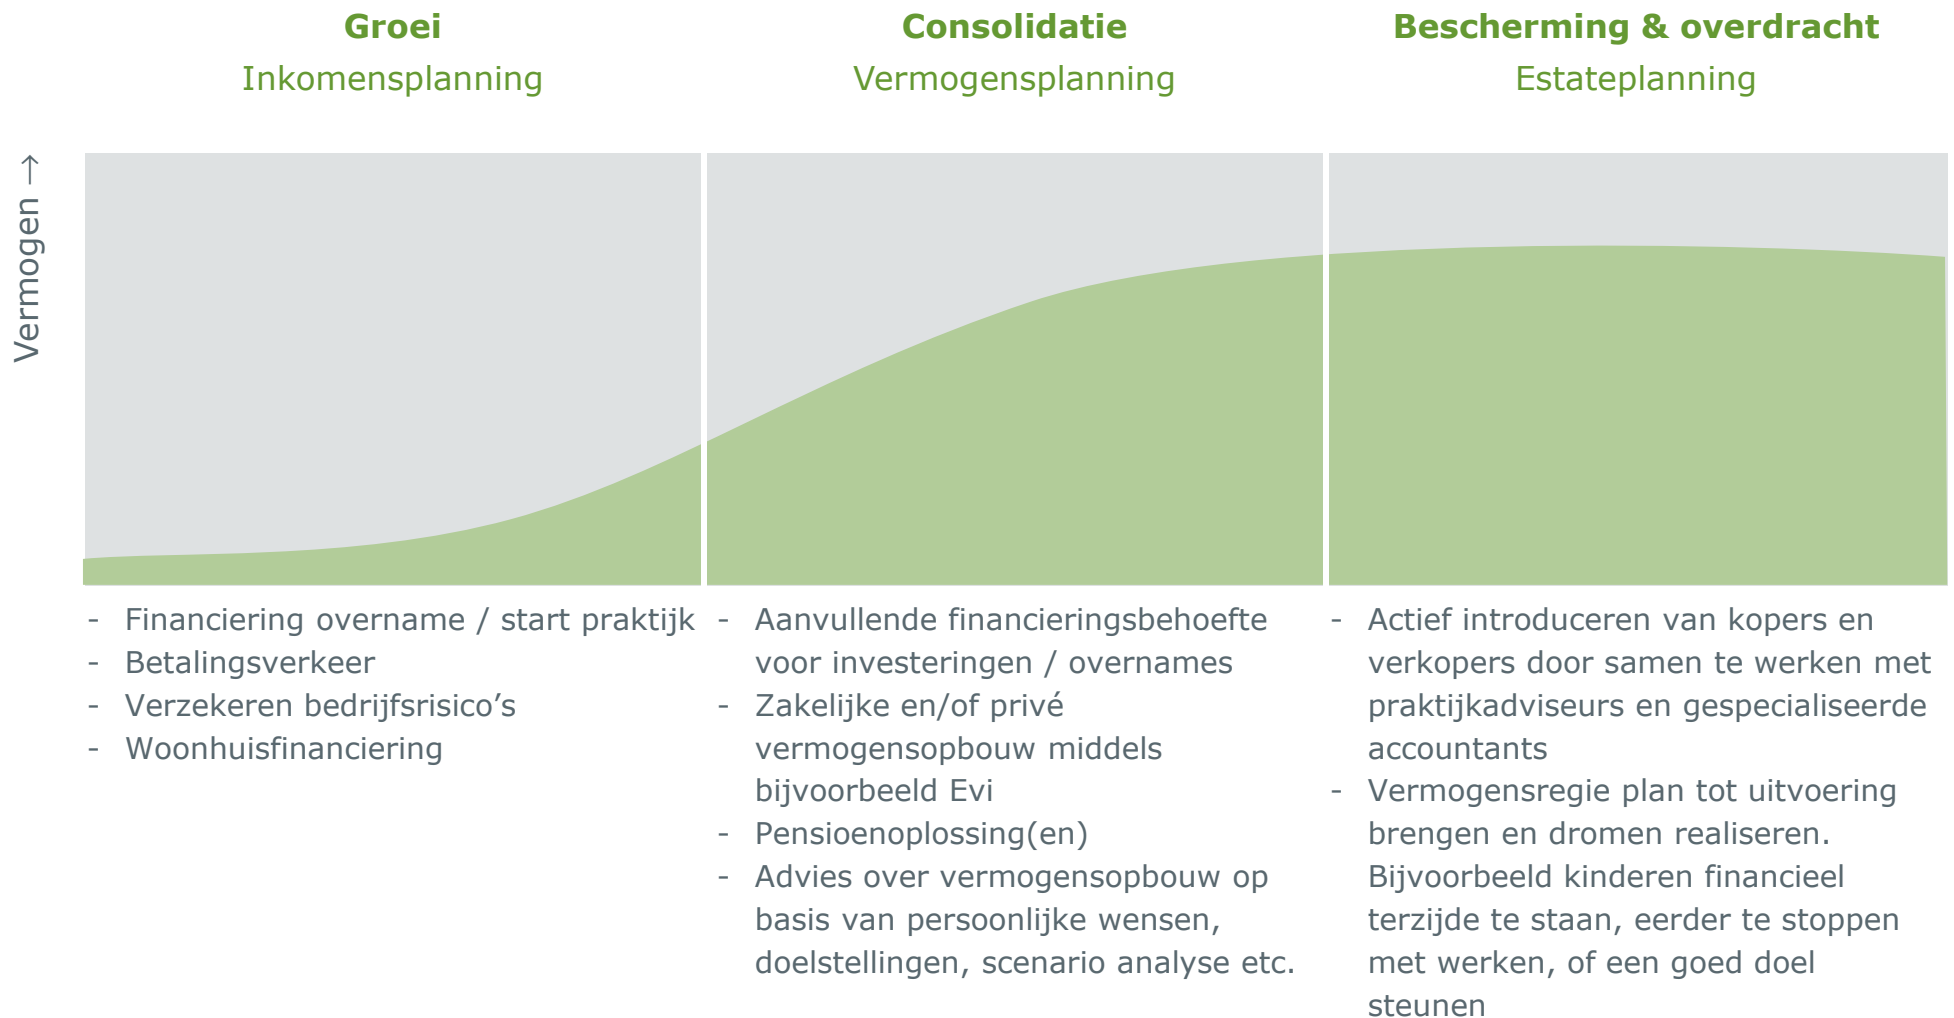 Groei
Inkomensplanning
Consolidatie
Vermogensplanning
Bescherming & overdracht
Estateplanning
Vermogen →
- Financiering overname / start praktijk
- Betalingsverkeer
- Verzekeren bedrijfsrisico’s
- Woonhuisfinanciering
- Aanvullende financieringsbehoefte
voor investeringen / overnames
- Zakelijke en/of privé
vermogensopbouw middels
bijvoorbeeld Evi
- Pensioenoplossing(en)
- Advies over vermogensopbouw op
basis van persoonlijke wensen,
doelstellingen, scenario analyse etc.
- Actief introduceren van kopers en
verkopers door samen te werken met
praktijkadviseurs en gespecialiseerde
accountants
- Vermogensregie plan tot uitvoering
brengen en dromen realiseren.
Bijvoorbeeld kinderen financieel
terzijde te staan, eerder te stoppen
met werken, of een goed doel
steunen